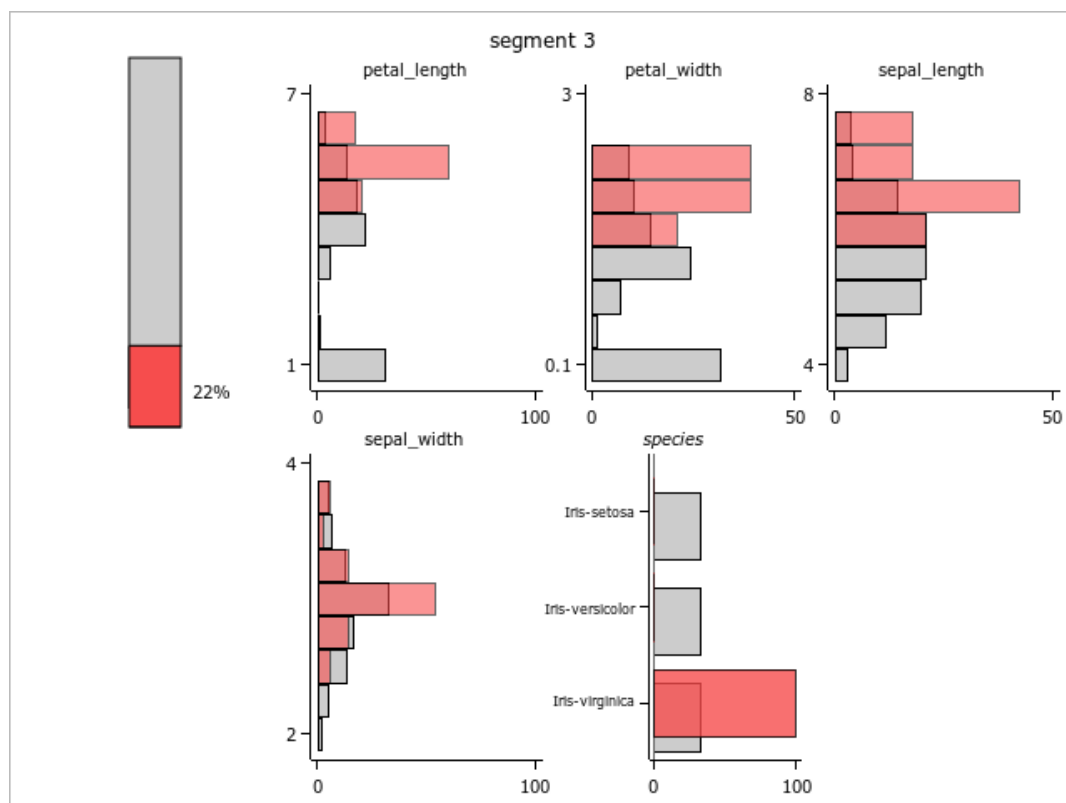 segment 3
petal_length
petal_width
sepal_length
7
3
8
22%
1
0.1
4
0
100
0
50
0
50
sepal_width
species
4
Iris-setosa
Iris-versicolor
Iris-virginica
2
0
100
0
100